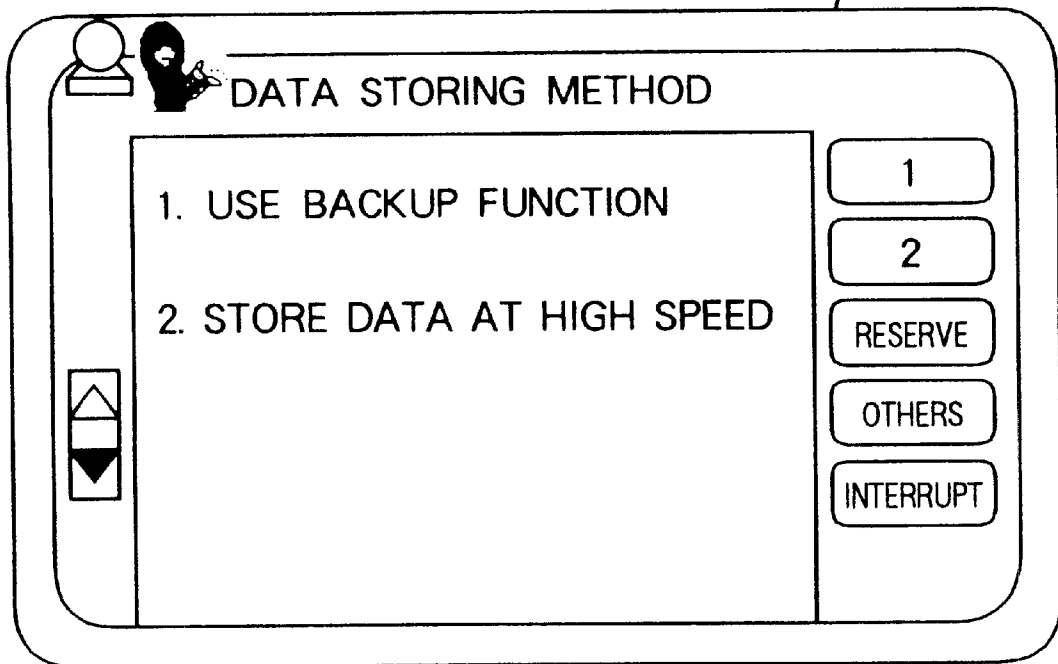 DATA STORING METHOD
1. USE BACKUP FUNCTION
2. STORE DATA AT HIGH SPEED
1
2
RESERVE
OTHERS
INTERRUPT